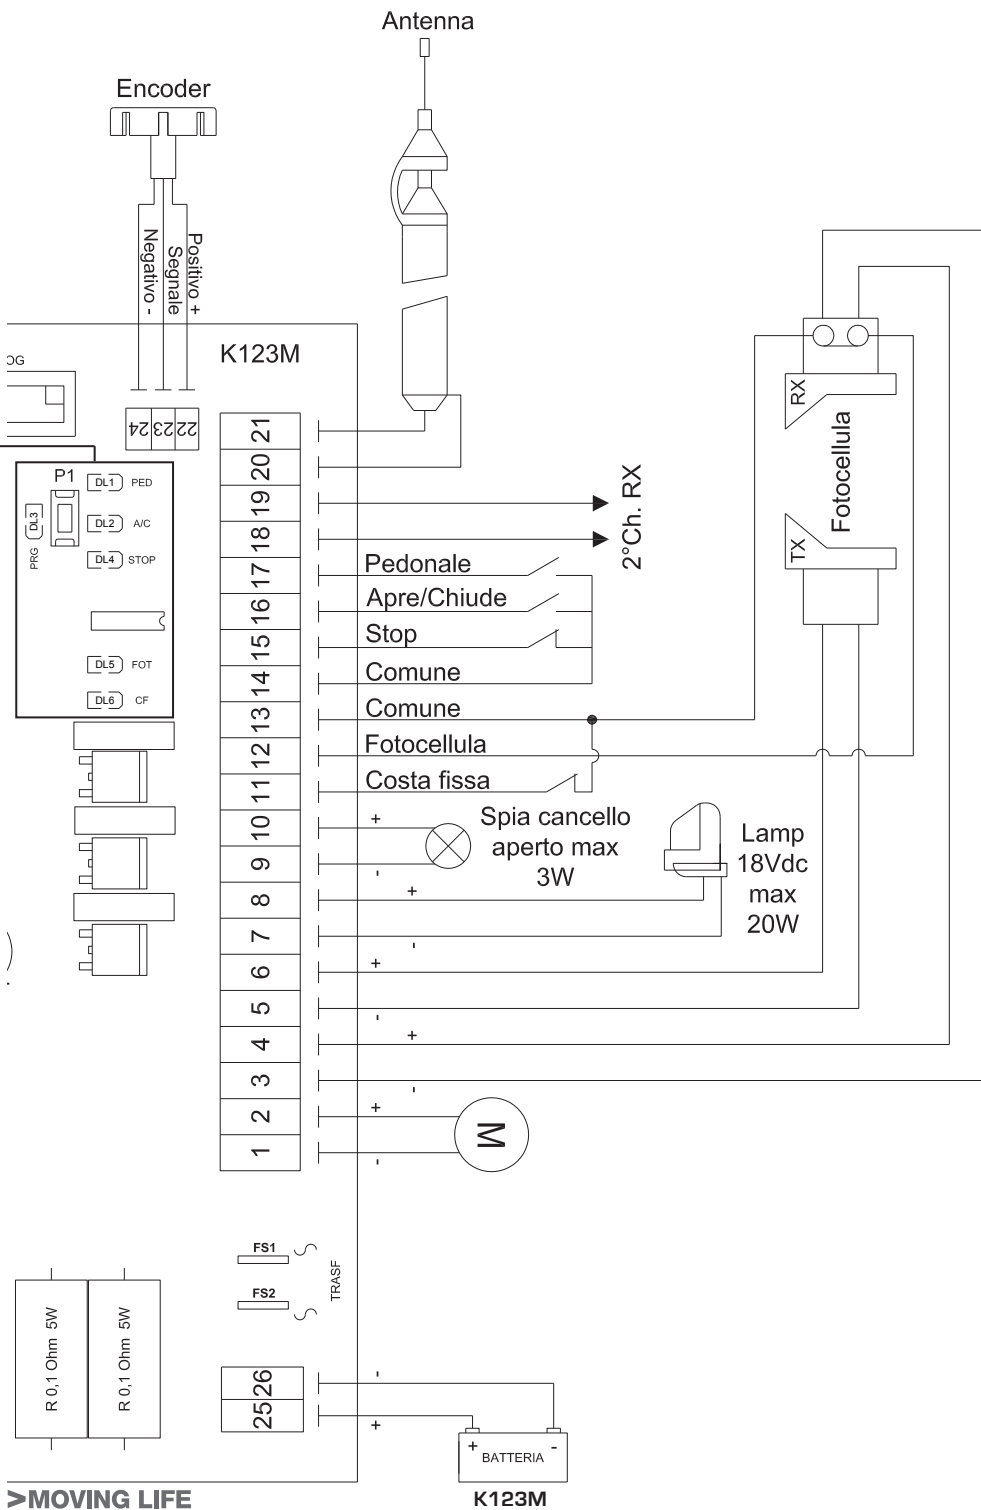 Antenna
Encoder
Negativo -
Segnale
Positivo +
K123M
OG
24
23
22
P1
DL1 PED
DL2 A/C
DL3
PRG
DL4 STOP
DL5 FOT
DL6 CF
21
20
19
18
2°Ch. RX
17
Pedonale
16
Apre/Chiude
15
Stop
14
Comune
13
Comune
12
Fotocellula
11
Costa fissa
RX
TX
Fotocellula
10
+
9
-
Spia cancello
aperto max
3W
8
+
7
-
Lamp
18Vdc
max
20W
6
+
5
-
4
+
3
-
2
+
1
-
M
FS1
FS2
TRASF
R 0,1 Ohm 5W
R 0,1 Ohm 5W
26
-
25
+
+ -
BATTERIA
>MOVING LIFE
K123M